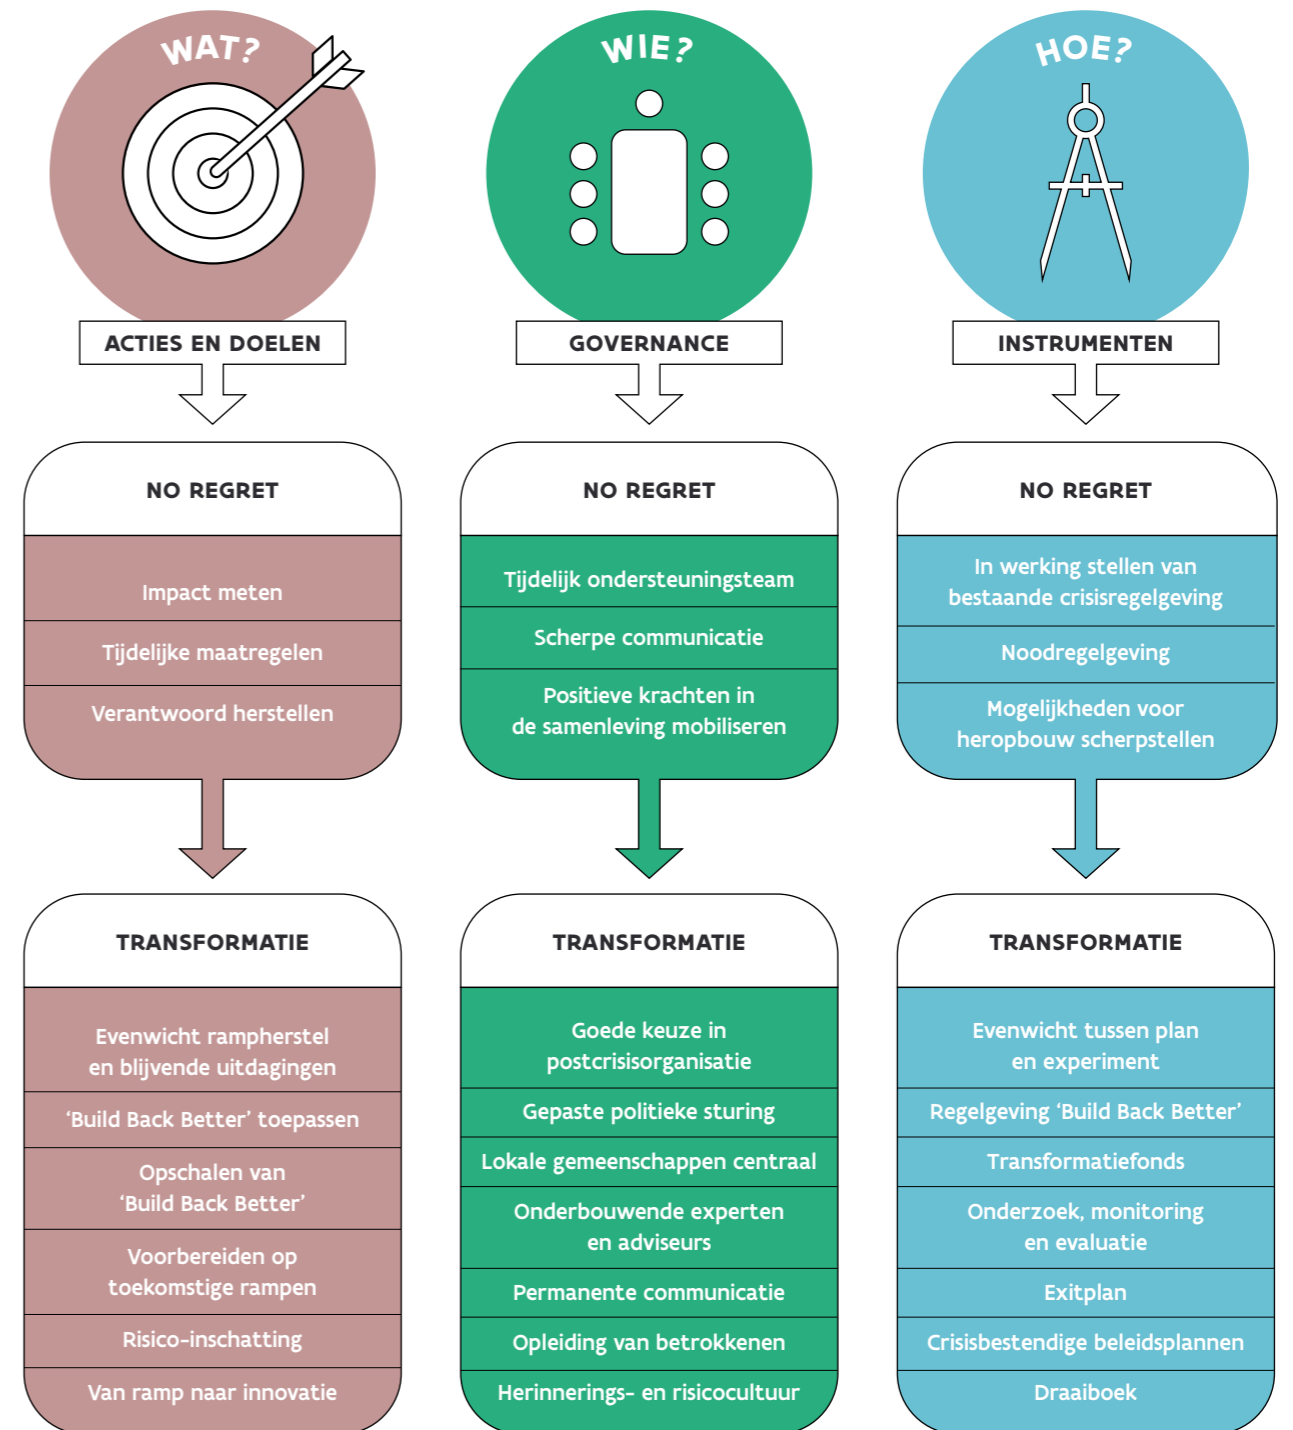 WAT?
ACTIES EN DOELEN
NO REGRET
Impact meten
Tijdelijke maatregelen
Verantwoord herstellen
TRANSFORMATIE
Evenwicht rampherstel
en blijvende uitdagingen
‘Build Back Better’ toepassen
Opschalen van
‘Build Back Better’
Voorbereiden op
toekomstige rampen
Risico-inschatting
Van ramp naar innovatie
WIE?
GOVERNANCE
NO REGRET
Tijdelijk ondersteuningsteam
Scherpe communicatie
Positieve krachten in
de samenleving mobiliseren
TRANSFORMATIE
Goede keuze in
postcrisisorganisatie
Gepaste politieke sturing
Lokale gemeenschappen centraal
Onderbouwende experten
en adviseurs
Permanente communicatie
Opleiding van betrokkenen
Herinnerings- en risicocultuur
HOE?
INSTRUMENTEN
NO REGRET
In werking stellen van
bestaande crisisregelgeving
Noodregelgeving
Mogelijkheden voor
heropbouw scherpstellen
TRANSFORMATIE
Evenwicht tussen plan
en experiment
Regelgeving ‘Build Back Better’
Transformatiefonds
Onderzoek, monitoring
en evaluatie
Exitplan
Crisisbestendige beleidsplannen
Draaiboek